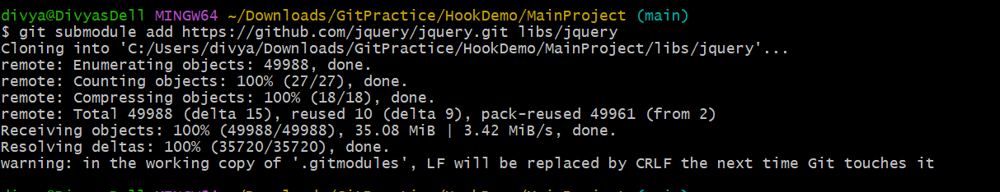 divya@DivyasDell MINGW64 ~/Downloads/GitPractice/HookDemo/MainProject (main)
$ git submodule add https://github.com/jquery/jquery.git libs/jquery
Cloning into 'C:/Users/divya/Downloads/GitPractice/HookDemo/MainProject/libs/jquery'...
remote: Enumerating objects: 49988, done.
remote: Counting objects: 100% (27/27), done.
remote: Compressing objects: 100% (18/18), done.
remote: Total 49988 (delta 15), reused 10 (delta 9), pack-reused 49961 (from 2)
Receiving objects: 100% (49988/49988), 35.08 MiB | 3.42 MiB/s, done.
Resolving deltas: 100% (35720/35720), done.
warning: in the working copy of '.gitmodules', LF will be replaced by CRLF the next time Git touches it